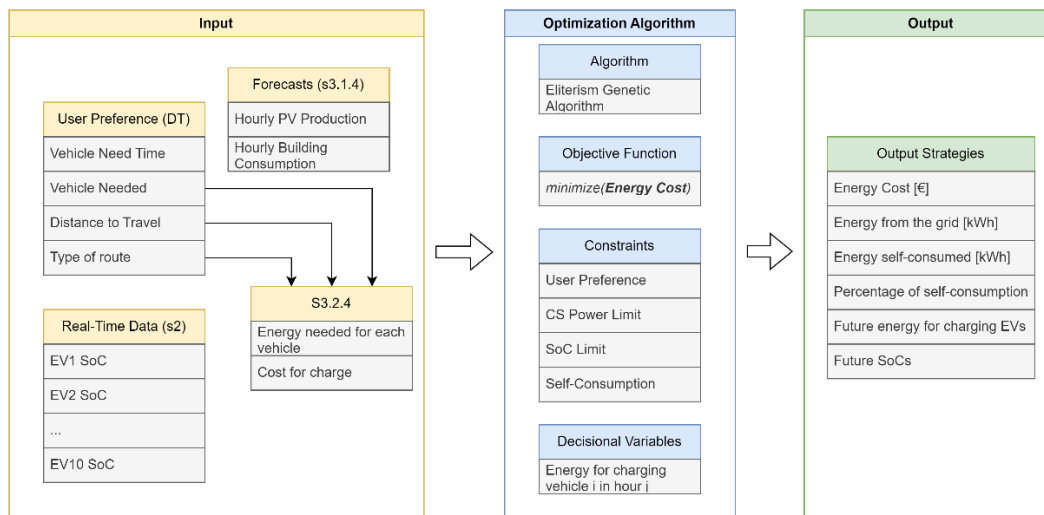 Input
Forecasts (s3.1.4)
Hourly PV Production
Hourly Building
Consumption
User Preference (DT)
Vehicle Need Time
Vehicle Needed
Distance to Travel
Type of route
S3.2.4
Energy needed for each
vehicle
Cost for charge
Real-Time Data (s2)
EV1 SoC
EV2 SoC
...
EV10 SoC
Optimization Algorithm
Algorithm
Eliterism Genetic
Algorithm
Objective Function
minimize(Energy Cost)
Constraints
User Preference
CS Power Limit
SoC Limit
Self-Consumption
Decisional Variables
Energy for charging
vehicle i in hour j
Output
Output Strategies
Energy Cost [€]
Energy from the grid [kWh]
Energy self-consumed [kWh]
Percentage of self-consumption
Future energy for charging EVs
Future SoCs